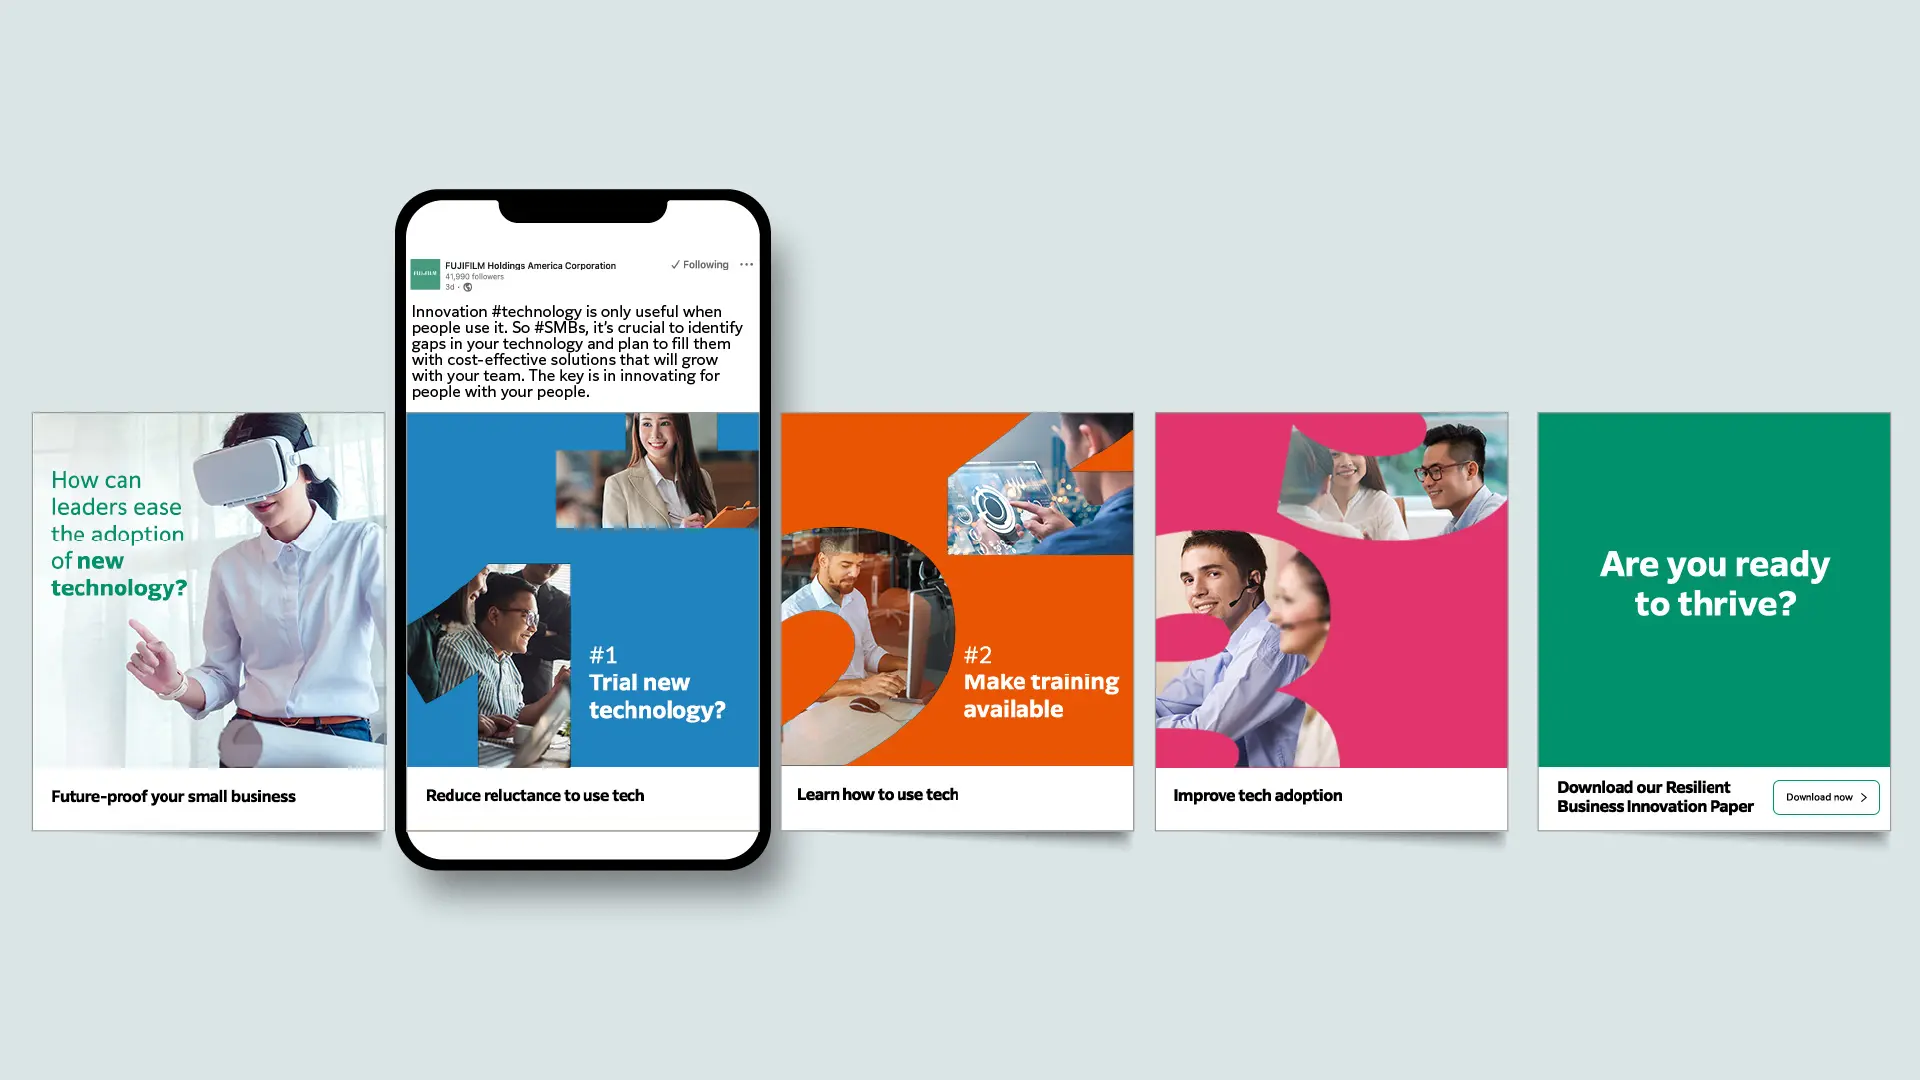 FUJIFILM
FUJIFILM Holdings America Corporation
41,990 followers
3d •
Following
Innovation #technology is only useful when
people use it. So #SMBs, it’s crucial to identify
gaps in your technology and plan to fill them
with cost-effective solutions that will grow
with your team. The key is in innovating for
people with your people.
How can
leaders ease
the adoption
of new
technology?
Future-proof your small business
#1
Trial new
technology?
Reduce reluctance to use tech
#2
Make training
available
Learn how to use tech
Improve tech adoption
Are you ready
to thrive?
Download our Resilient
Business Innovation Paper
Download now